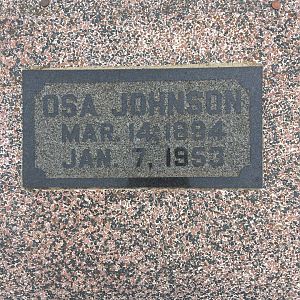 OSA JOHNSON
MAR. 14, 1894
JAN. 7, 1953